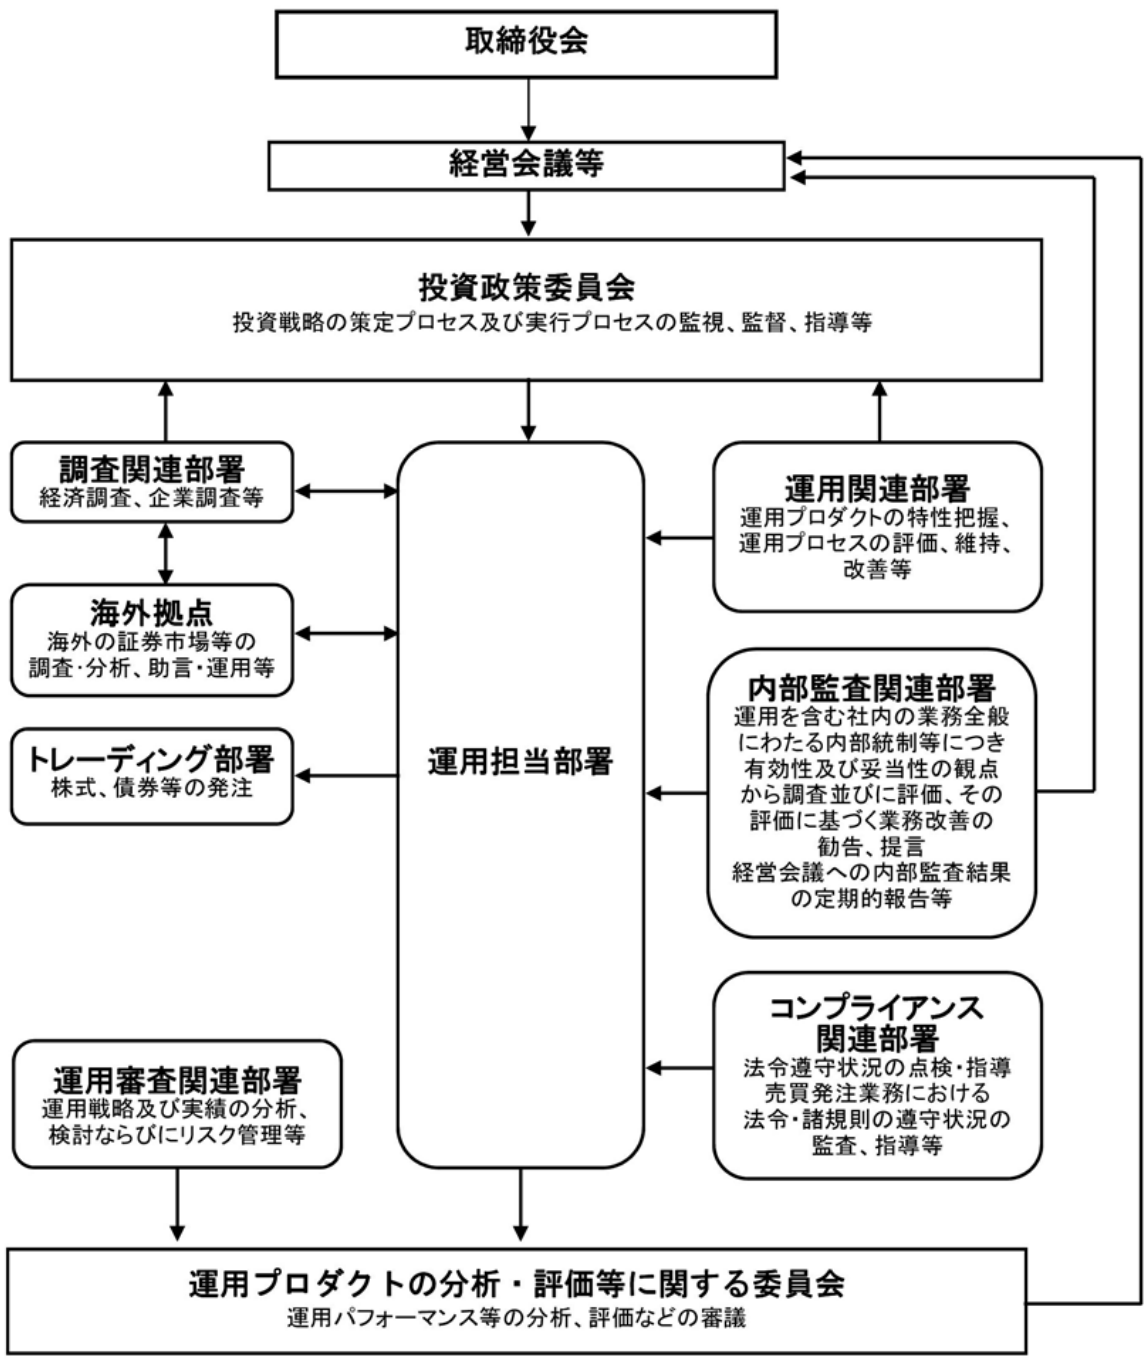 取締役会
経営会議等
投資政策委員会
投資戦略の策定プロセス及び実行プロセスの監視、監督、指導等
調査関連部署
経済調査、企業調査等
海外拠点
海外の証券市場等の
調査・分析、助言・運用等
トレーディング部署
株式、債券等の発注
運用担当部署
運用関連部署
運用プロダクトの特性把握、
運用プロセスの評価、維持、
改善等
内部監査関連部署
運用を含む社内の業務全般
にわたる内部統制等につき
有効性及び妥当性の観点
から調査並びに評価、その
評価に基づく業務改善の
勧告、提言
経営会議への内部監査結果
の定期的報告等
コンプライアンス
関連部署
法令遵守状況の点検・指導
売買発注業務における
法令・諸規則の遵守状況の
監査、指導等
運用審査関連部署
運用戦略及び実績の分析、
検討ならびにリスク管理等
運用プロダクトの分析・評価等に関する委員会
運用パフォーマンス等の分析、評価などの審議